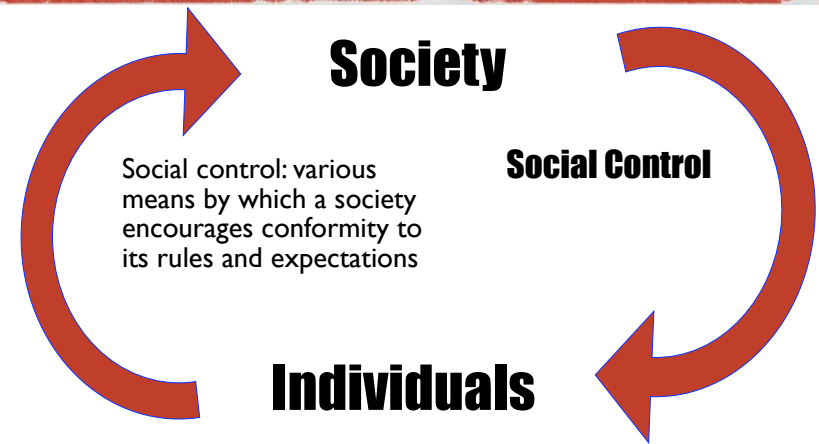 Society
Social control: various
means by which a society
encourages conformity to
its rules and expectations
Social Control
Individuals